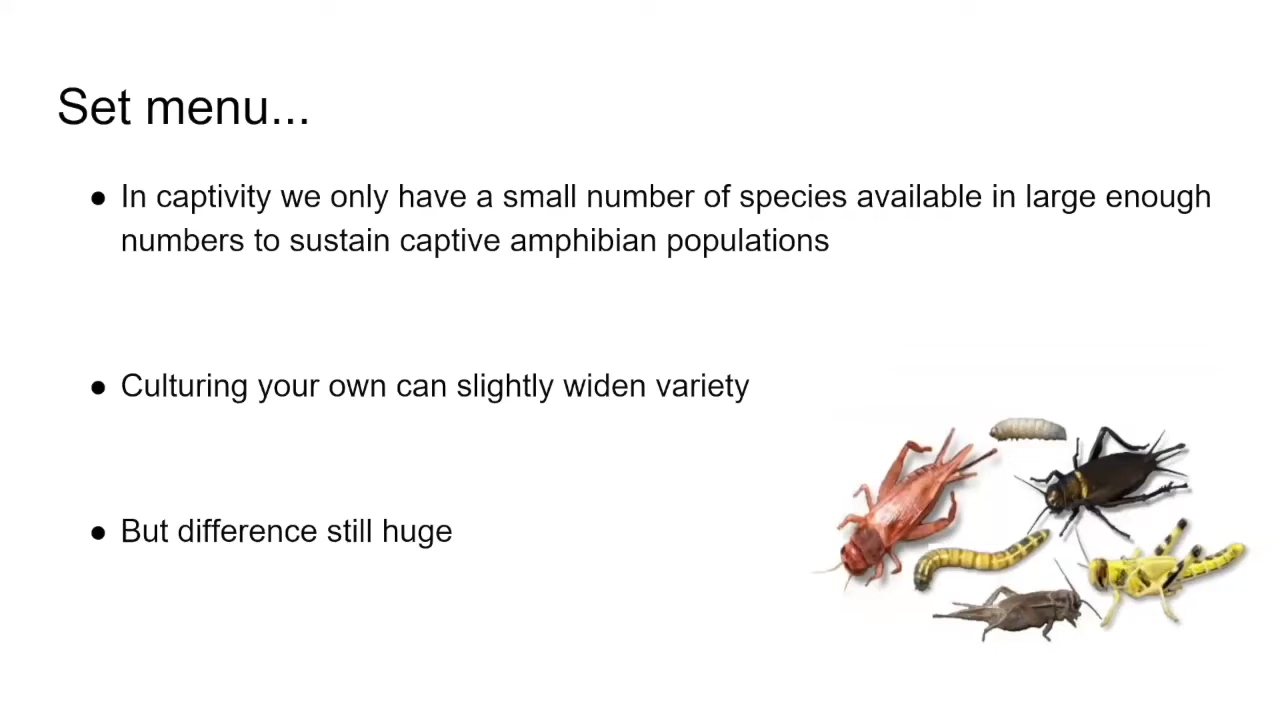 Set menu...
● In captivity we only have a small number of species available in large enough
numbers to sustain captive amphibian populations
● Culturing your own can slightly widen variety
● But difference still huge